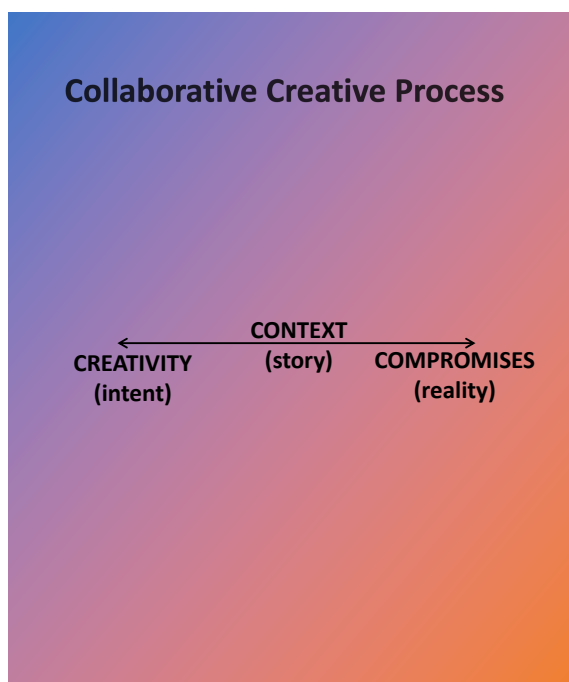 Collaborative Creative Process
CONTEXT
(story)
CREATIVITY
(intent)
COMPROMISES
(reality)